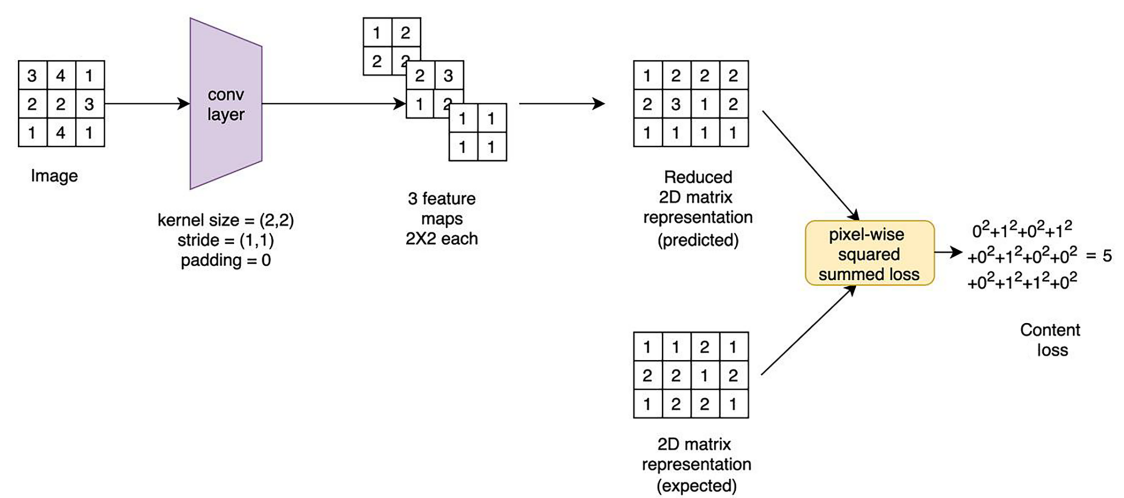 3 4 1
2 2 3
1 4 1
Image
conv
layer
kernel size = (2,2)
stride = (1,1)
padding = 0
1 2
2 2
2 3
1 2
1 1
1 1
3 feature
maps
2X2 each
1 2 2 2
2 3 1 2
1 1 1 1
Reduced
2D matrix
representation
(predicted)
1 1 2 1
2 2 1 2
1 2 2 1
2D matrix
representation
(expected)
pixel-wise
squared
summed loss
0²+1²+0²+1²
+0²+1²+0²+0² = 5
+0²+1²+1²+0²
Content
loss